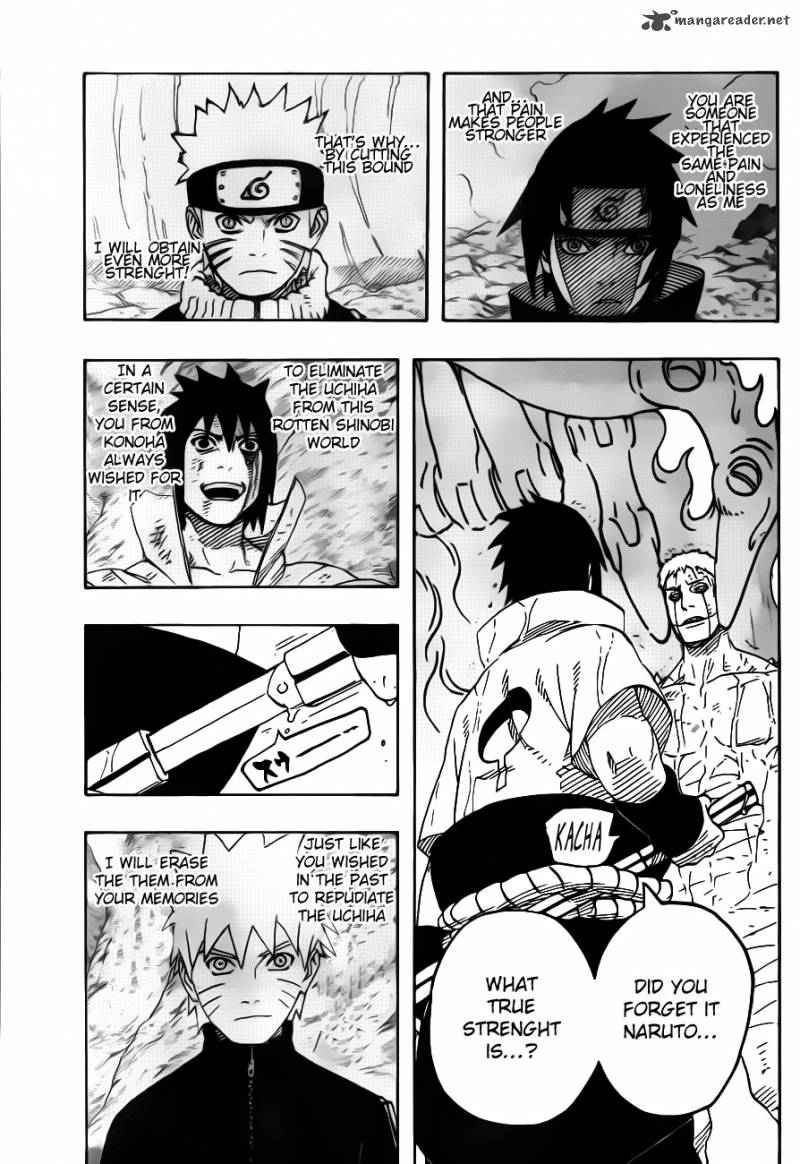 mangareader.net
YOU ARE
SOMEONE
THAT
EXPERIENCED
THE
SAME PAIN
AND
LONELINESS
AS ME
AND...
THAT PAIN
MAKES PEOPLE
STRONGER
THAT'S WHY...
BY CUTTING
THIS BOUND
I WILL OBTAIN
EVEN MORE
STRENGHT!
DID YOU
FORGET IT
NARUTO...
WHAT
TRUE
STRENGHT
IS...?
KACHA
TO ELIMINATE
THE UCHIHA
FROM THIS
ROTTEN SHINOBI
WORLD
IN A
CERTAIN
SENSE,
YOU FROM
KONOHA
ALWAYS
WISHED FOR
IT
スッ
JUST LIKE
YOU WISHED
IN THE PAST
TO REPUDIATE
THE UCHIHA
I WILL ERASE
THE THEM FROM
YOUR MEMORIES